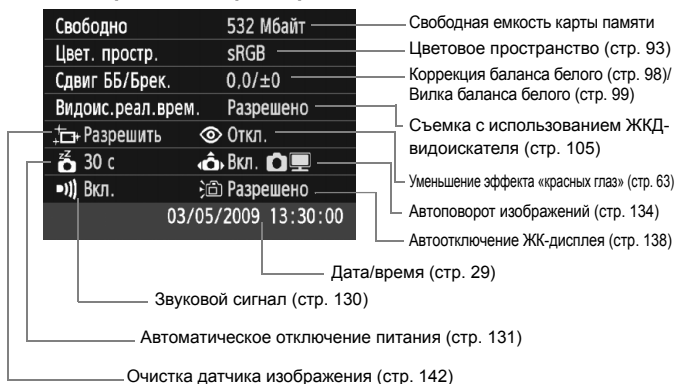 Свободно 532 Мбайт
Свободная емкость карты памяти
Цвет. простр. sRGB
Цветовое пространство (стр. 93)
Сдвиг ББ/Брек. 0,0/±0
Коррекция баланса белого (стр. 98)/
Вилка баланса белого (стр. 99)
Видоис.реал.врем. Разрешено
Съемка с использованием ЖКД-
видоискателя (стр. 105)
Разрешить Откл.
Уменьшение эффекта «красных глаз» (стр. 63)
30 с Вкл.
Автоповорот изображений (стр. 134)
Вкл. Разрешено
Автоотключение ЖК-дисплея (стр. 138)
03/05/2009 13:30:00
Дата/время (стр. 29)
Звуковой сигнал (стр. 130)
Автоматическое отключение питания (стр. 131)
Очистка датчика изображения (стр. 142)